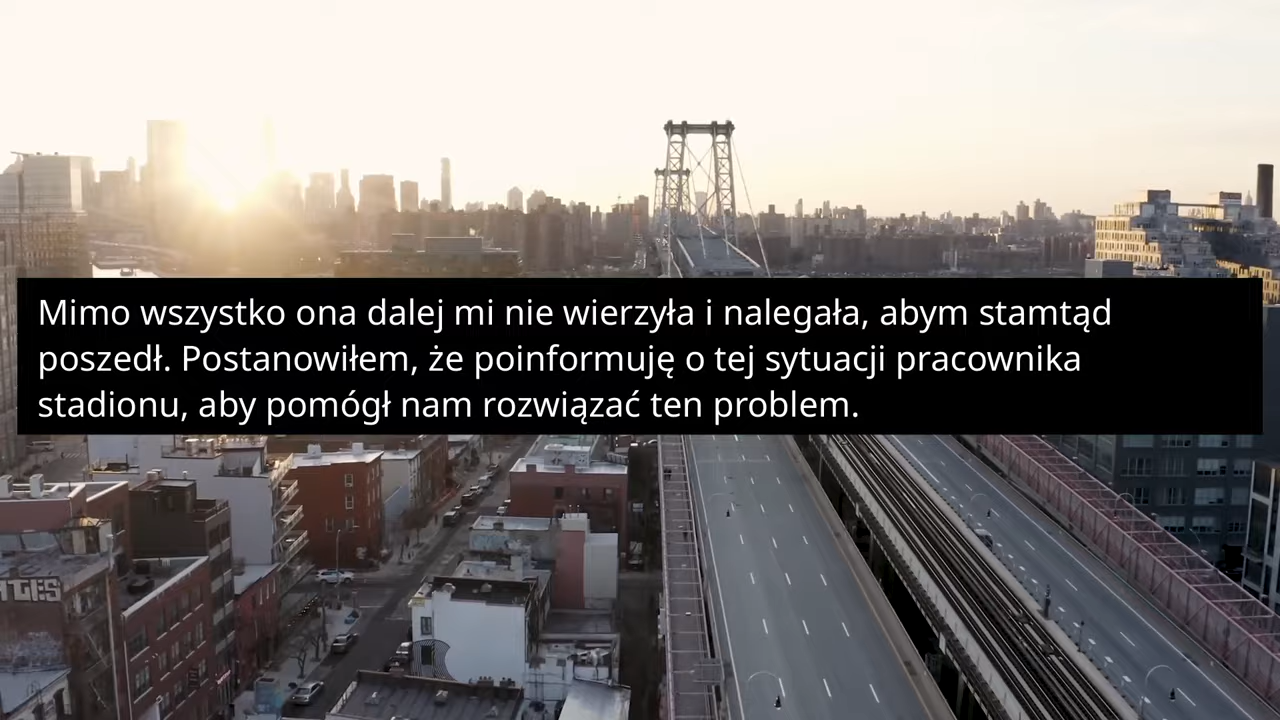 Mimo wszystko ona dalej mi nie wierzyła i nalegała, abym stamtąd
poszedł. Postanowiłem, że poinformuję o tej sytuacji pracownika
stadionu, aby pomógł nam rozwiązać ten problem.